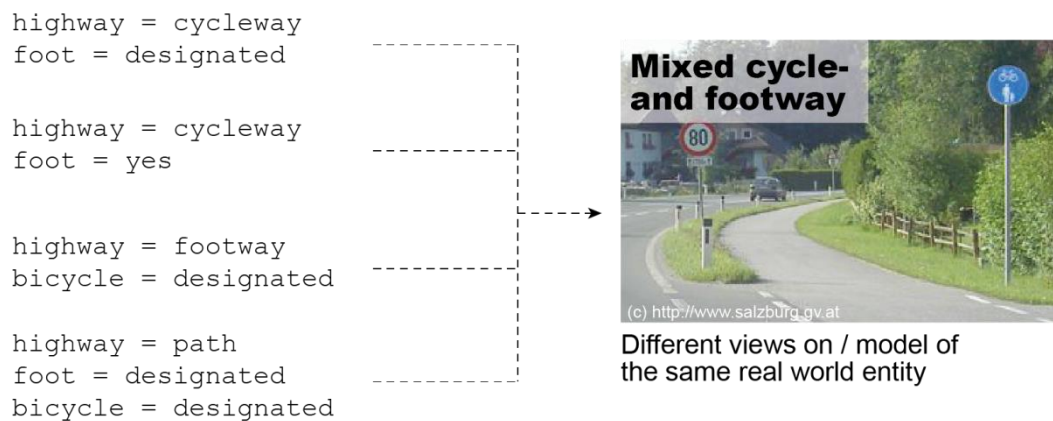 highway = cycleway
foot = designated
highway = cycleway
foot = yes
highway = footway
bicycle = designated
highway = path
foot = designated
bicycle = designated
Mixed cycle-
and footway
80
(c) http://www.salzburg.gv.at
Different views on / model of
the same real world entity